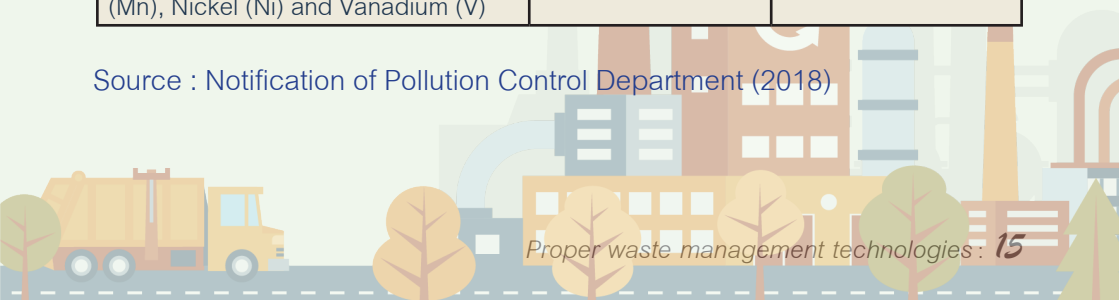 (Mn), Nickel (Ni) and Vanadium (V)
Source : Notification of Pollution Control Department (2018)
Proper waste management technologies : 15